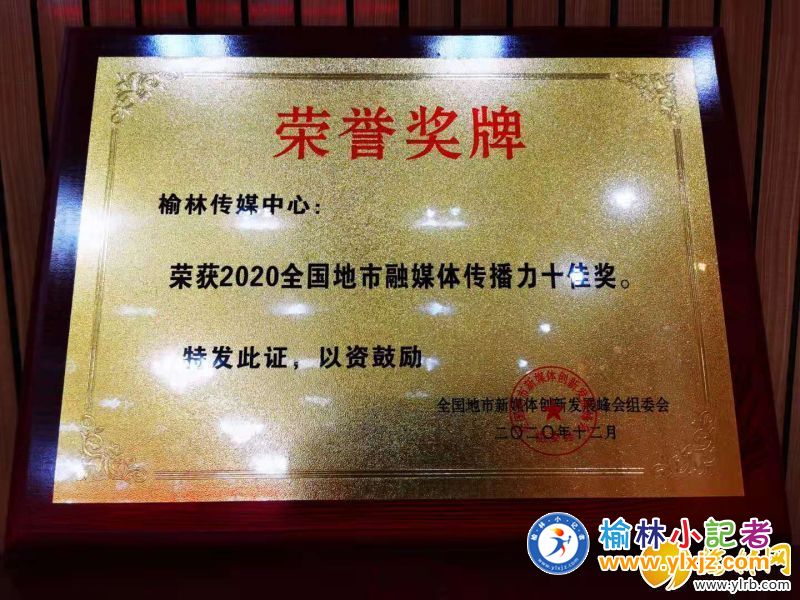 荣誉奖牌
榆林传媒中心：
荣获2020全国地市融媒体传播力十佳奖。
特发此证，以资鼓励
全国地市新媒体创新发展峰会组委会
二〇二〇年十二月
榆林小記者
www.ylxjz.com
www.ylrb.com